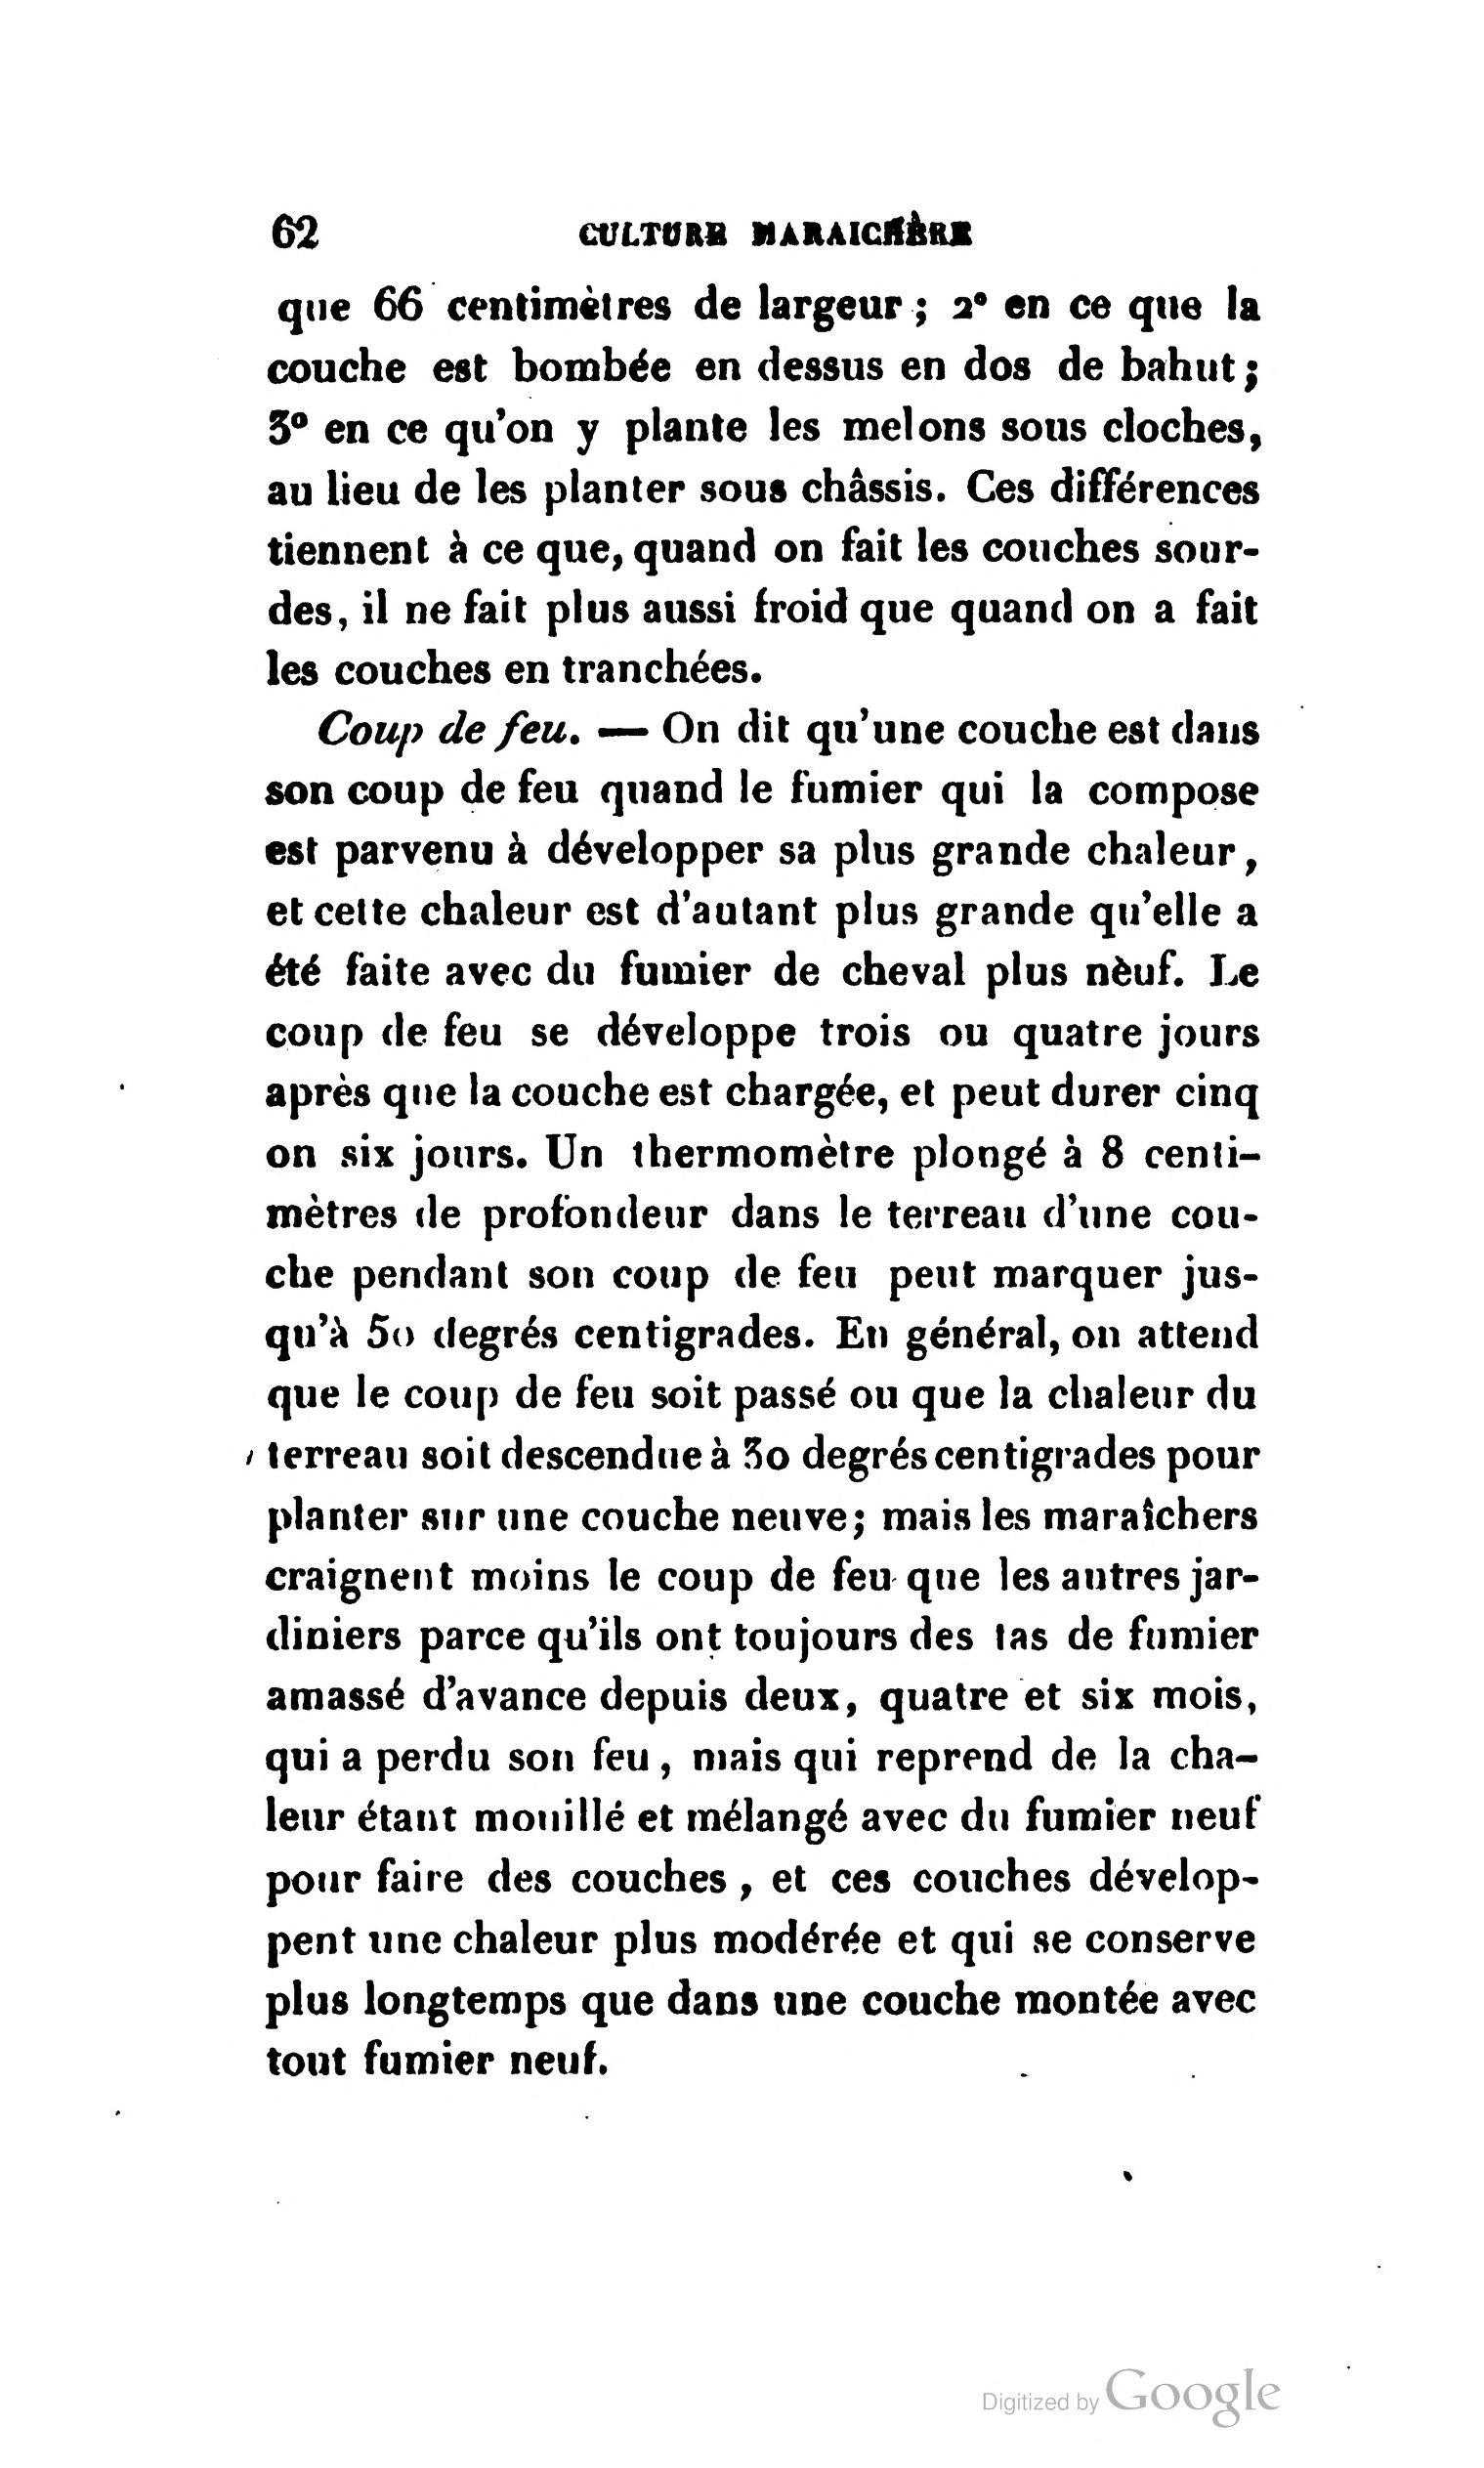 62 CULTURE MARAICHÈRE
que 66 centimètres de largeur ; 2° en ce que la
couche est bombée en dessus en dos de bahut ;
3° en ce qu'on y plante les melons sous cloches,
au lieu de les planter sous châssis. Ces différences
tiennent à ce que, quand on fait les couches sour-
des, il ne fait plus aussi froid que quand on a fait
les couches en tranchées.
Coup de feu. — On dit qu'une couche est dans
son coup de feu quand le fumier qui la compose
est parvenu à développer sa plus grande chaleur,
et cette chaleur est d'autant plus grande qu'elle a
été faite avec du fumier de cheval plus nèuf. Le
coup de feu se développe trois ou quatre jours
après que la couche est chargée, et peut durer cinq
on six jours. Un thermomètre plongé à 8 centi-
mètres de profondeur dans le terreau d'une cou-
che pendant son coup de feu peut marquer jus-
qu'à 50 degrés centigrades. En général, on attend
que le coup de feu soit passé ou que la chaleur du
terreau soit descendue à 30 degrés centigrades pour
planter sur une couche neuve; mais les maraîchers
craignent moins le coup de feu que les autres jar-
diniers parce qu'ils ont toujours des tas de fumier
amassé d'avance depuis deux, quatre et six mois,
qui a perdu son feu, mais qui reprend de la cha-
leur étant mouillé et mélangé avec du fumier neuf
pour faire des couches, et ces couches dévelop-
pent une chaleur plus modérée et qui se conserve
plus longtemps que dans une couche montée avec
tout fumier neuf.
Digitized by Google